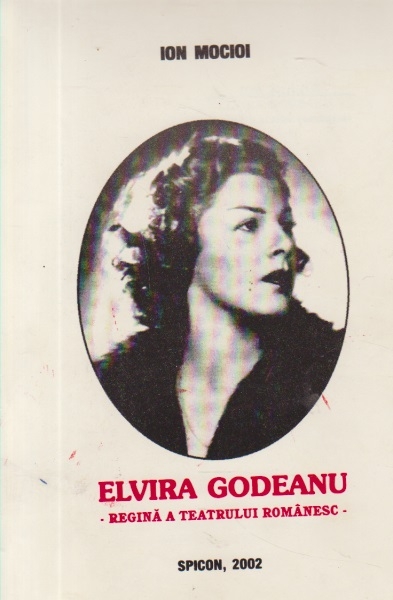 ION MOCIOI
ELVIRA GODEANU
- REGINĂ A TEATRULUI ROMÂNESC -
SPICON, 2002